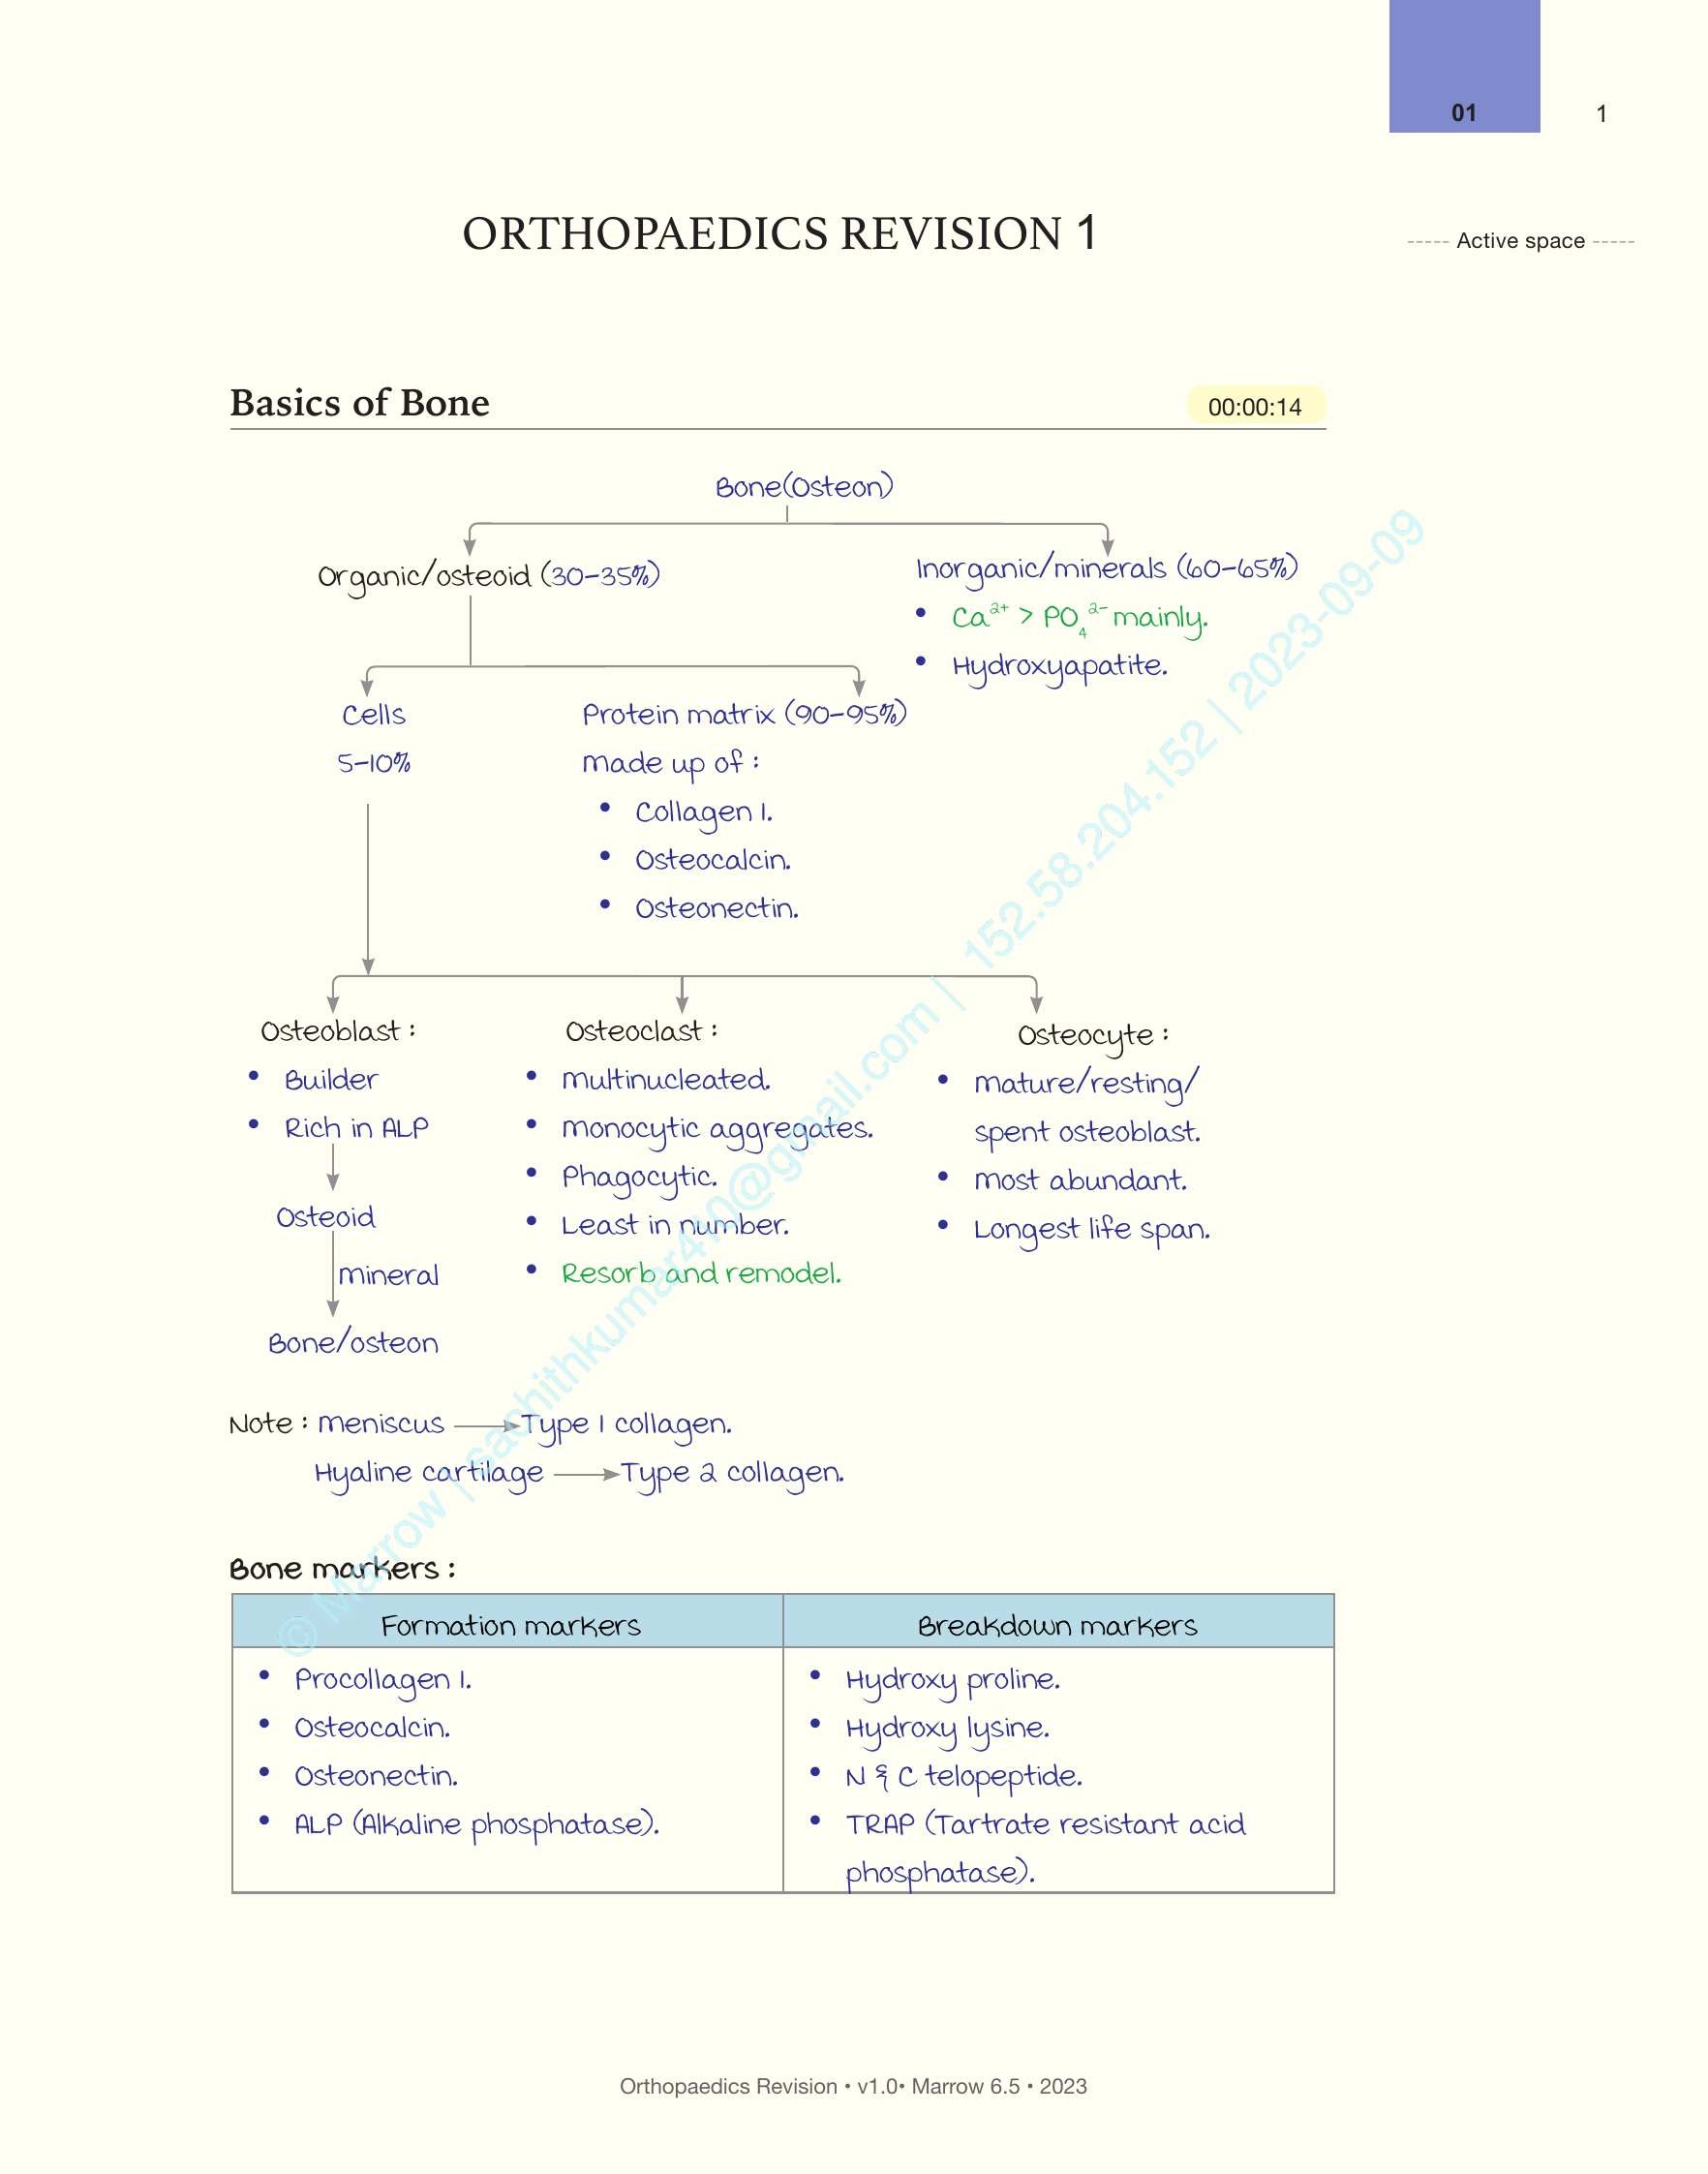 01
1
ORTHOPAEDICS REVISION 1
----- Active space -----
Basics of Bone
00:00:14
Bone(Osteon)
Organic/osteoid (30-35%)
Inorganic/minerals (60-65%)
• Ca²⁺ > PO₄²⁻ mainly.
• Hydroxyapatite.
Cells
5-10%
Protein matrix (90-95%)
made up of :
• Collagen 1.
• Osteocalcin.
• Osteonectin.
Osteoblast :
• Builder
• Rich in ALP
Osteoid
mineral
Bone/osteon
Osteoclast :
• multinucleated.
• monocytic aggregates.
• Phagocytic.
• Least in number.
• Resorb and remodel.
Osteocyte :
• mature/resting/
spent osteoblast.
• most abundant.
• Longest life span.
Note : meniscus → Type 1 collagen.
Hyaline cartilage → Type 2 collagen.
Bone markers :
Formation markers
• Procollagen 1.
• Osteocalcin.
• Osteonectin.
• ALP (Alkaline phosphatase).
Breakdown markers
• Hydroxy proline.
• Hydroxy lysine.
• N & C telopeptide.
• TRAP (Tartrate resistant acid
phosphatase).
© Marrow | sachithkumar410@gmail.com | 152.58.204.152 | 2023-09-09
Orthopaedics Revision • v1.0• Marrow 6.5 • 2023